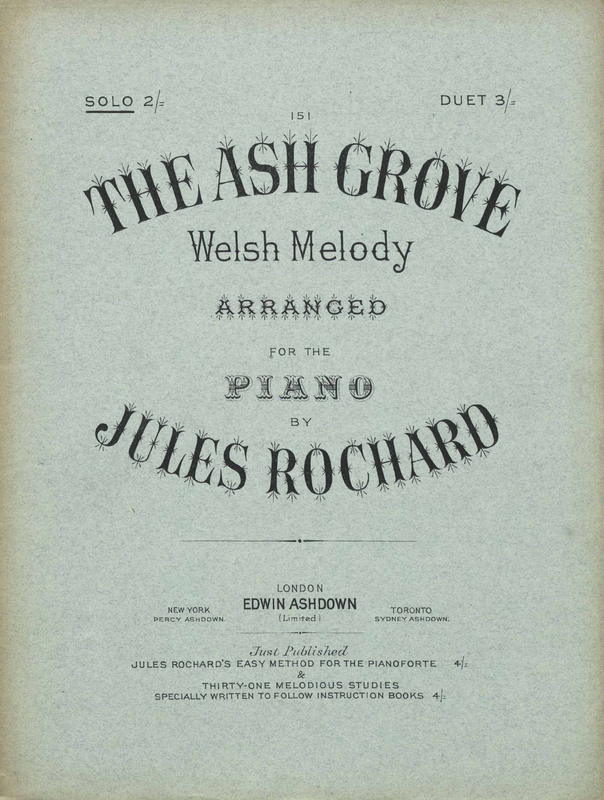 SOLO 2/= DUET 3/=
151
THE ASH GROVE
Welsh Melody
ARRANGED
FOR THE
PIANO
BY
JULES ROCHARD
LONDON
NEW YORK EDWIN ASHDOWN TORONTO
PERCY ASHDOWN. (Limited) SYDNEY ASHDOWN.
Just Published
JULES ROCHARD'S EASY METHOD FOR THE PIANOFORTE 4/=
&
THIRTY-ONE MELODIOUS STUDIES
SPECIALLY WRITTEN TO FOLLOW INSTRUCTION BOOKS 4/=